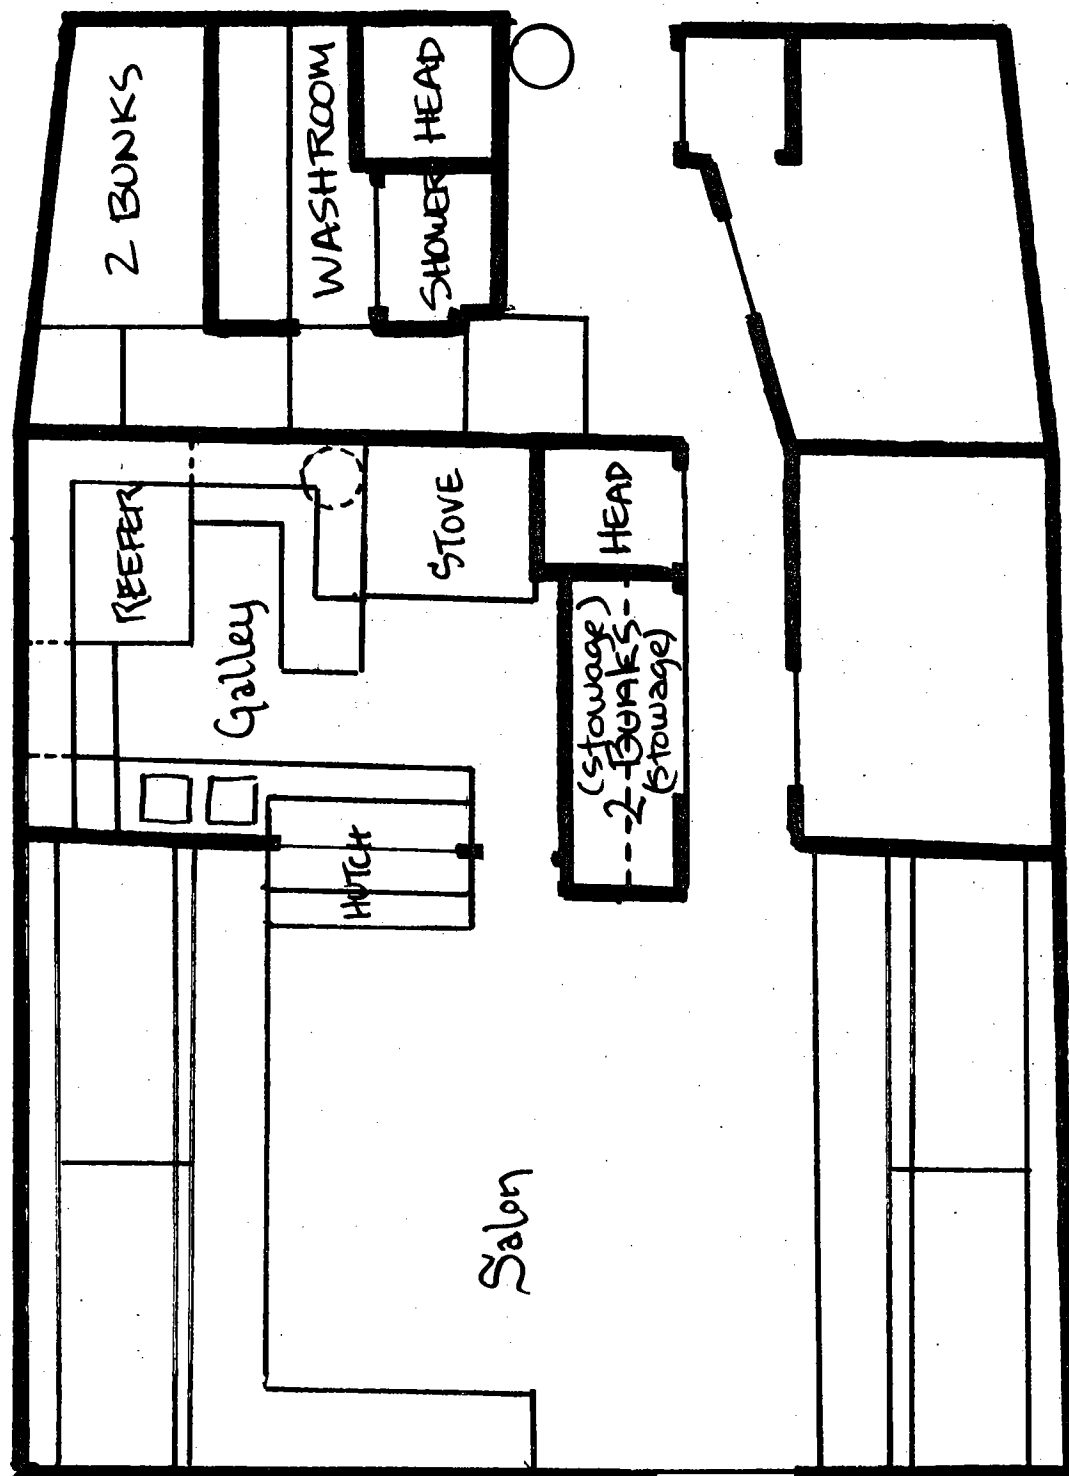 2 BUNKS
WASHROOM
HEAD
SHOWER
REEFER
Galley
STOVE
HEAD
(stowage)
2 BUNKS
(stowage)
HUTCH
Salon